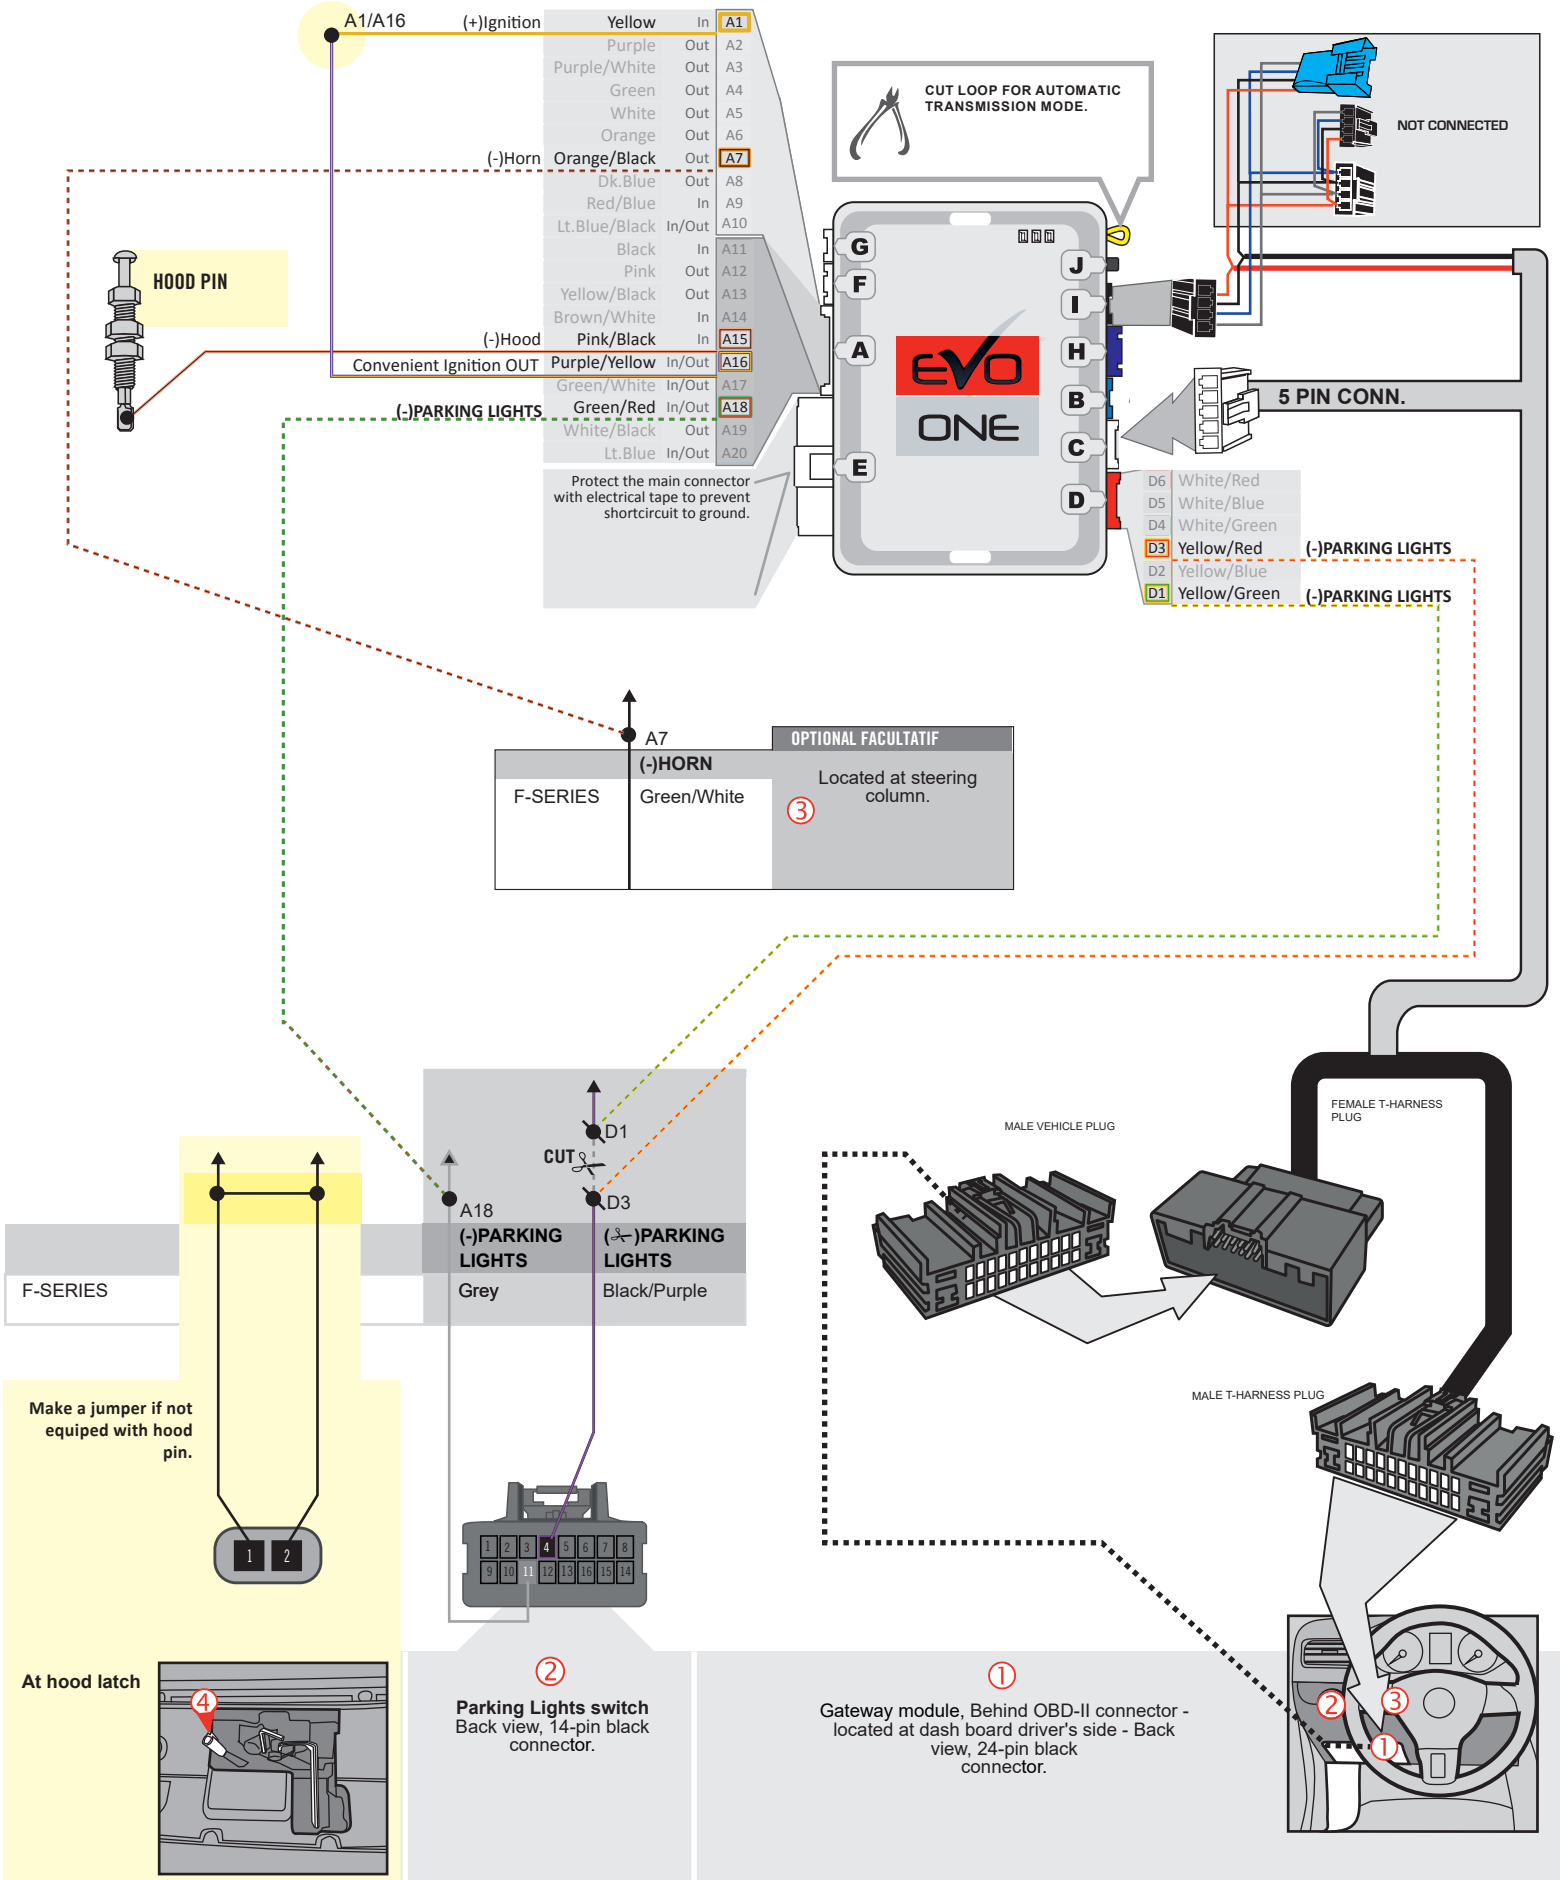 A1/A16
(+)Ignition Yellow In A1
Purple Out A2
Purple/White Out A3
Green Out A4
White Out A5
Orange Out A6
(-)Horn Orange/Black Out A7
Dk.Blue Out A8
Red/Blue In A9
Lt.Blue/Black In/Out A10
Black In A11
Pink Out A12
Yellow/Black Out A13
Brown/White In A14
(-)Hood Pink/Black In A15
Convenient Ignition OUT Purple/Yellow In/Out A16
Green/White In/Out A17
(-)PARKING LIGHTS Green/Red In/Out A18
White/Black Out A19
Lt.Blue In/Out A20
Protect the main connector
with electrical tape to prevent
shortcircuit to ground.
HOOD PIN
CUT LOOP FOR AUTOMATIC
TRANSMISSION MODE.
NOT CONNECTED
G
F
A
E
J
I
H
B
C
D
EVO
ONE
5 PIN CONN.
D6 White/Red
D5 White/Blue
D4 White/Green
D3 Yellow/Red (-)PARKING LIGHTS
D2 Yellow/Blue
D1 Yellow/Green (-)PARKING LIGHTS
A7
OPTIONAL FACULTATIF
(-)HORN
F-SERIES Green/White
3
Located at steering
column.
D1
CUT
D3
A18
(-)PARKING
LIGHTS
(✂)PARKING
LIGHTS
F-SERIES
Grey
Black/Purple
MALE VEHICLE PLUG
FEMALE T-HARNESS
PLUG
MALE T-HARNESS PLUG
Make a jumper if not
equiped with hood
pin.
1 2
1 2 3 4 5 6 7 8
9 10 11 12 13 16 15 14
At hood latch
4
2
Parking Lights switch
Back view, 14-pin black
connector.
1
Gateway module, Behind OBD-II connector -
located at dash board driver's side - Back
view, 24-pin black
connector.
2
3
1